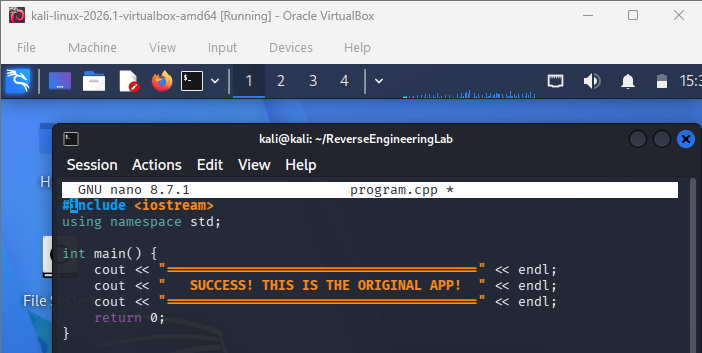 kali-linux-2026.1-virtualbox-amd64 [Running] - Oracle VirtualBox
File Machine View Input Devices Help
1 2 3 4 15:3
kali@kali: ~/ReverseEngineeringLab
Session Actions Edit View Help
GNU nano 8.7.1 program.cpp *
#include <iostream>
using namespace std;
int main() {
cout << "=======================================" << endl;
cout << "   SUCCESS! THIS IS THE ORIGINAL APP!  " << endl;
cout << "=======================================" << endl;
return 0;
}
H
File System